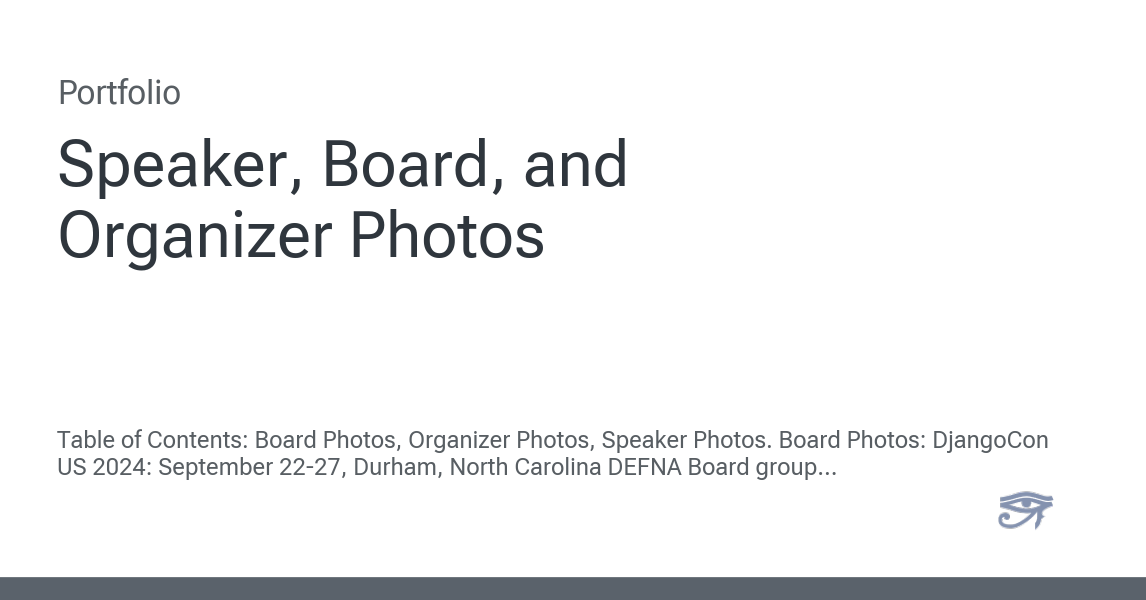 Portfolio
Speaker, Board, and
Organizer Photos
Table of Contents: Board Photos, Organizer Photos, Speaker Photos. Board Photos: DjangoCon
US 2024: September 22-27, Durham, North Carolina DEFNA Board group...